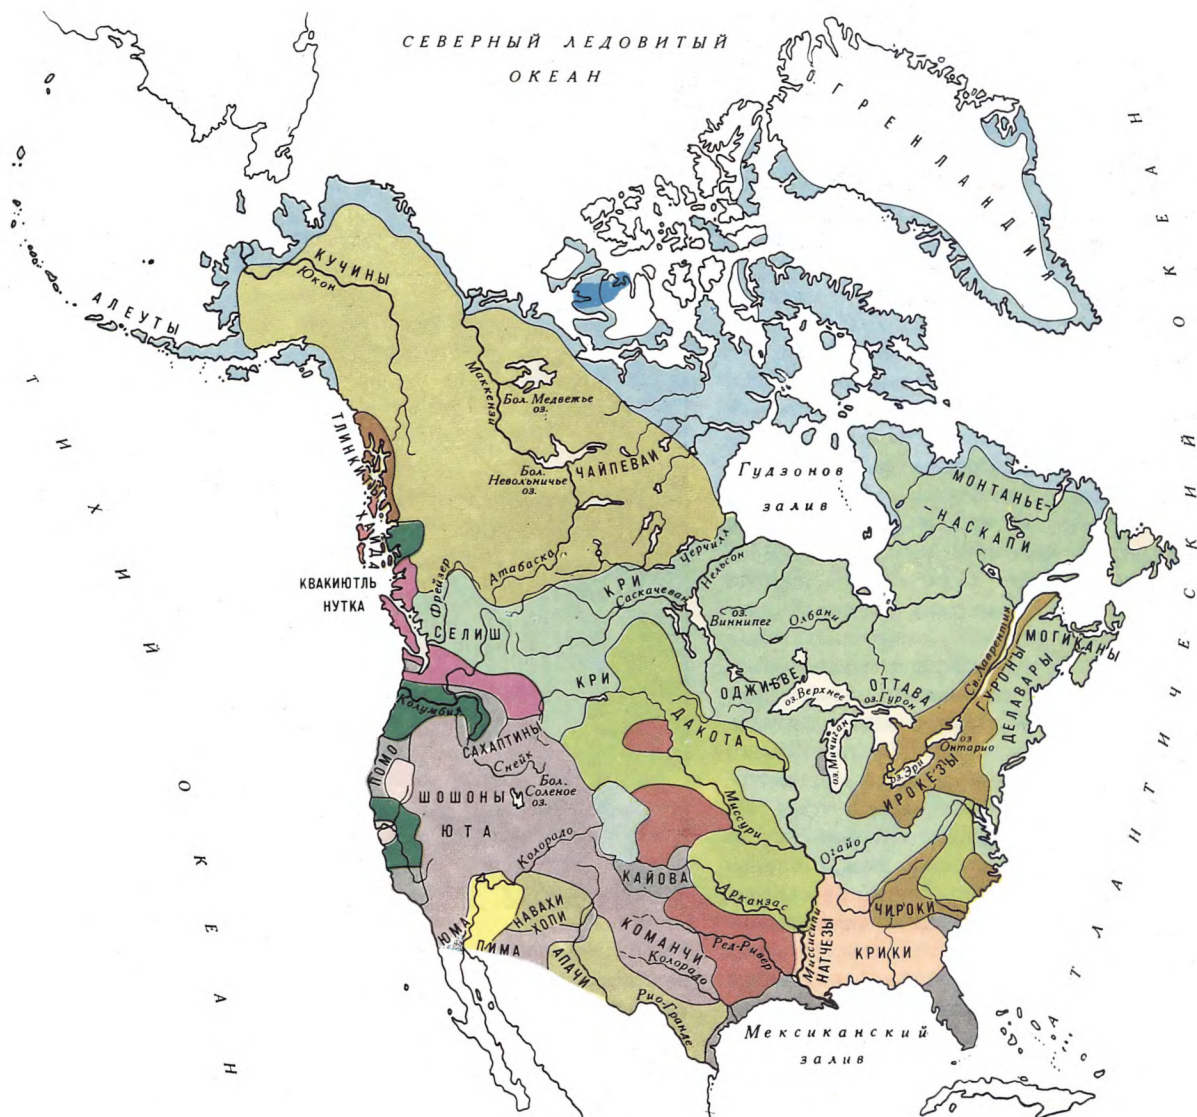 СЕВЕРНЫЙ ЛЕДОВИТЫЙ
ОКЕАН
О. ГРЕНЛАНДИЯ
АТЛАНТИЧЕСКИЙ ОКЕАН
ТИХИЙ ОКЕАН
АЛЕУТЫ
КУЧИНЫ
Юкон
Маккензи
Бол. Медвежье
оз.
ТЛИНКИТЫ
ЧАЙПЕВАИ
Бол.
Невольничье
оз.
Гудзонов
залив
МОНТАНЬЕ-
-НАСКАПИ
ХАЙДА
Атабаска
Черчилл
Нельсон
КВАКИЮТЛЬ
НУТКА
Фрейзер
КРИ
Саскачеван
оз.
Виннипег
Олбани
СЕЛИШ
Св. Лаврентия
МОГИКАНЫ
ГУРОНЫ
ДЕЛАВАРЫ
КРИ
ОДЖИБВЕ
ОТТАВА
оз. Верхнее
оз. Гурон
Колумбия
ДАКОТА
оз. Мичиган
оз.
Онтарио
оз. Эри
ИРОКЕЗЫ
САХАПТИНЫ
Снейк
ПОМО
ШОШОНЫ
Бол.
Соленое
оз.
Миссури
ЮТА
Колорадо
Огайо
КАЙОВА
Арканзас
ЧИРОКИ
НАВАХИ
ХОПИ
ЮМА
ПИМА
КОМАНЧИ
Колорадо
Ред-Ривер
Миссисипи
НАТЧЕЗЫ
КРИКИ
АПАЧИ
Рио-Гранде
Мексиканский
залив